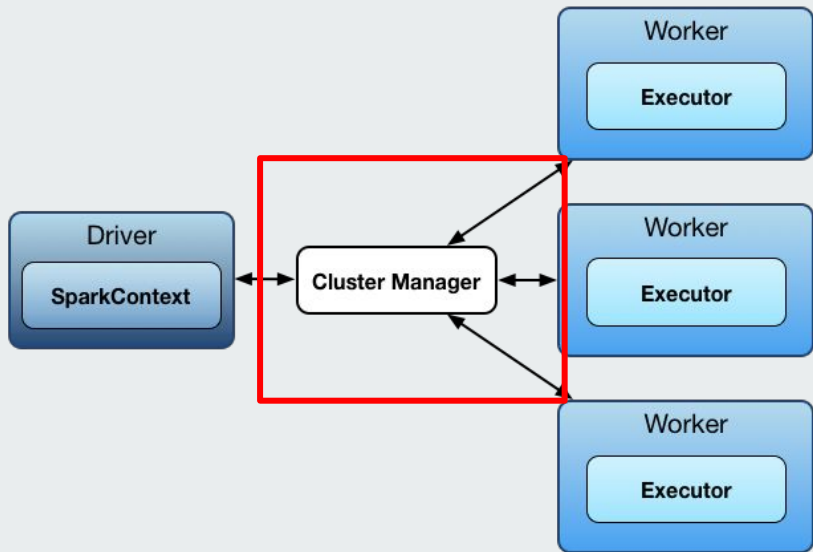 Worker
Executor
Driver
SparkContext
Cluster Manager
Worker
Executor
Worker
Executor